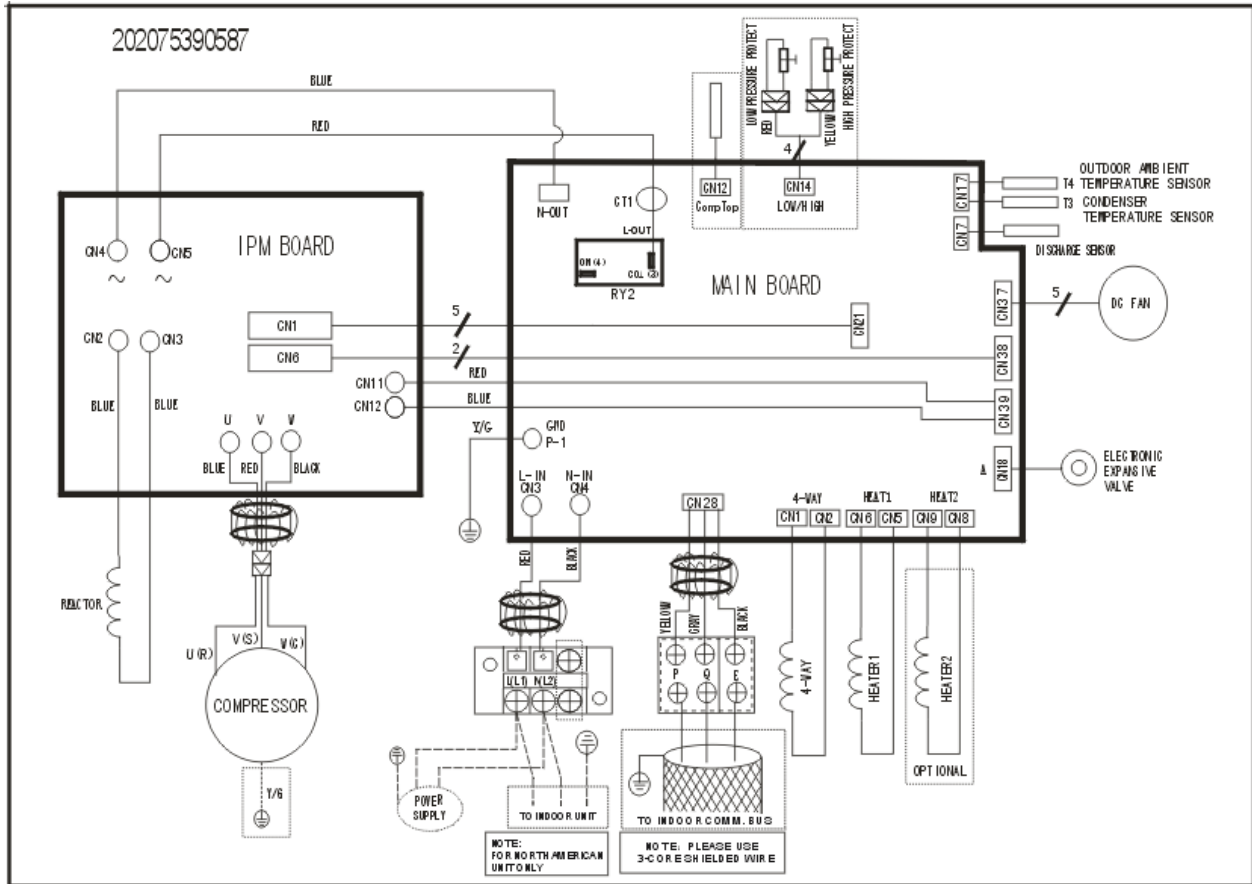 202075390587
BLUE
RED
LOW PRESSURE PROTECT
RED
YELLOW
HIGH PRESSURE PROTECT
4
CN12
CompTop
CN14
LOW/HIGH
CN17
T4
OUTDOOR AMBIENT
TEMPERATURE SENSOR
T3
CONDENSER
TEMPERATURE SENSOR
CN7
DISCHARGE SENSOR
N-OUT
CT1
L-OUT
RY2
IPM BOARD
MAIN BOARD
CN4
CN5
~
~
CN2
CN3
CN1
5
CN21
CN6
2
CN38
CN37
5
DC FAN
CN11
RED
CN12
BLUE
CN39
BLUE
BLUE
U
V
W
BLUE
RED
BLACK
Y/G
GND
P-1
L-IN
CN3
N-IN
CN4
CN28
4-WAY
CN1
CN2
HEAT1
CN6
CN5
HEAT2
CN9
CN8
A
CN18
ELECTRONIC
EXPANSIVE
VALVE
REACTOR
RED
BLACK
YELLOW
GRAY
BLACK
U(R)
V(S)
COMPRESSOR
Y/G
L(L1)
N(L2)
P
Q
E
4-WAY
HEATER1
HEATER2
OPTIONAL
POWER
SUPPLY
TO INDOOR UNIT
NOTE:
FOR NORTH AMERICAN
UNIT ONLY
TO INDOOR COMM. BUS
NOTE: PLEASE USE
3-CORE SHIELDED WIRE